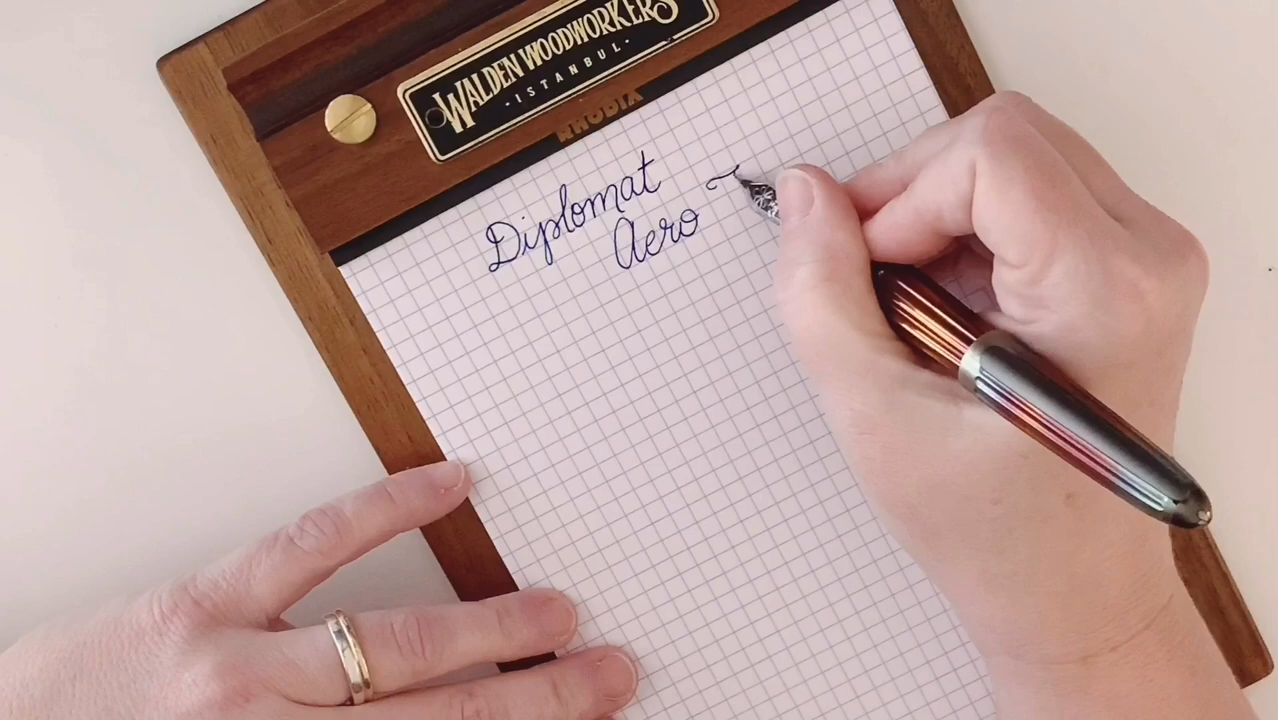 WALDEN WOODWORKERS
·ISTANBUL·
RHODIA
Diplomat
Aero